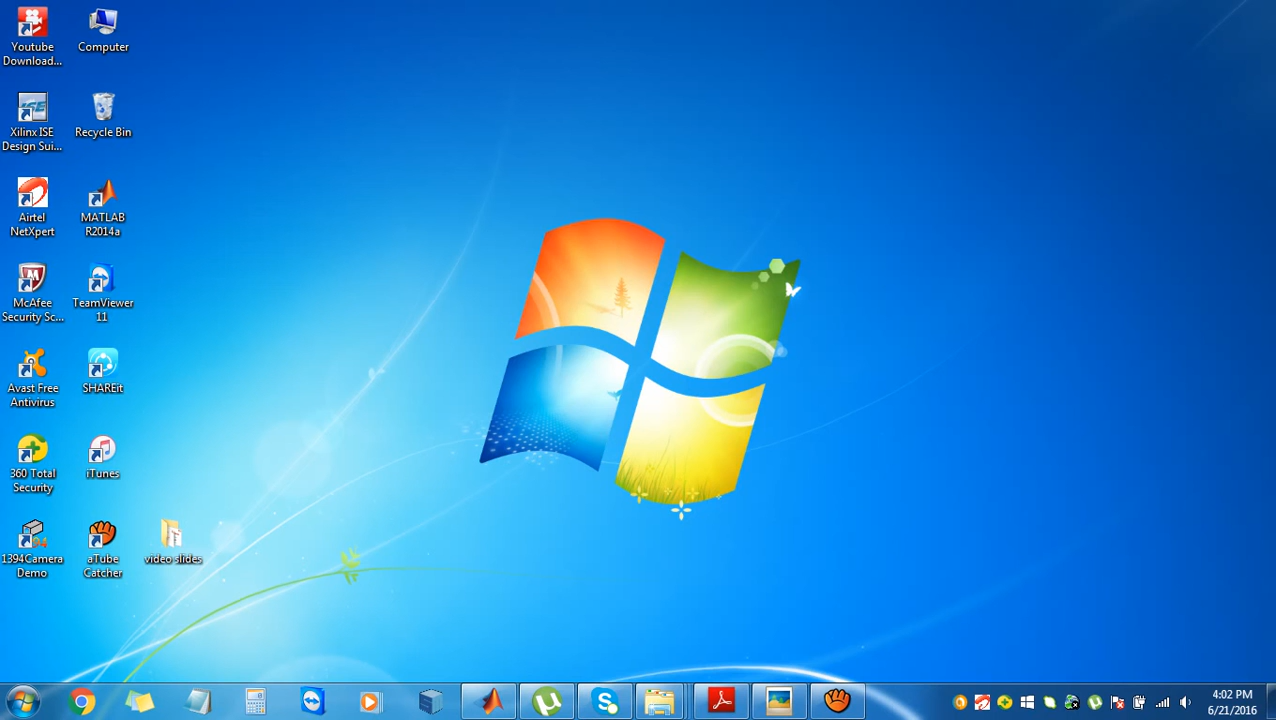 Youtube
Download...
Computer
Xilinx ISE
Design Sui...
Recycle Bin
Airtel
NetXpert
MATLAB
R2014a
McAfee
Security Sc...
TeamViewer
11
Avast Free
Antivirus
SHAREit
360 Total
Security
iTunes
1394Camera
Demo
aTube
Catcher
video slides
4:02 PM
6/21/2016